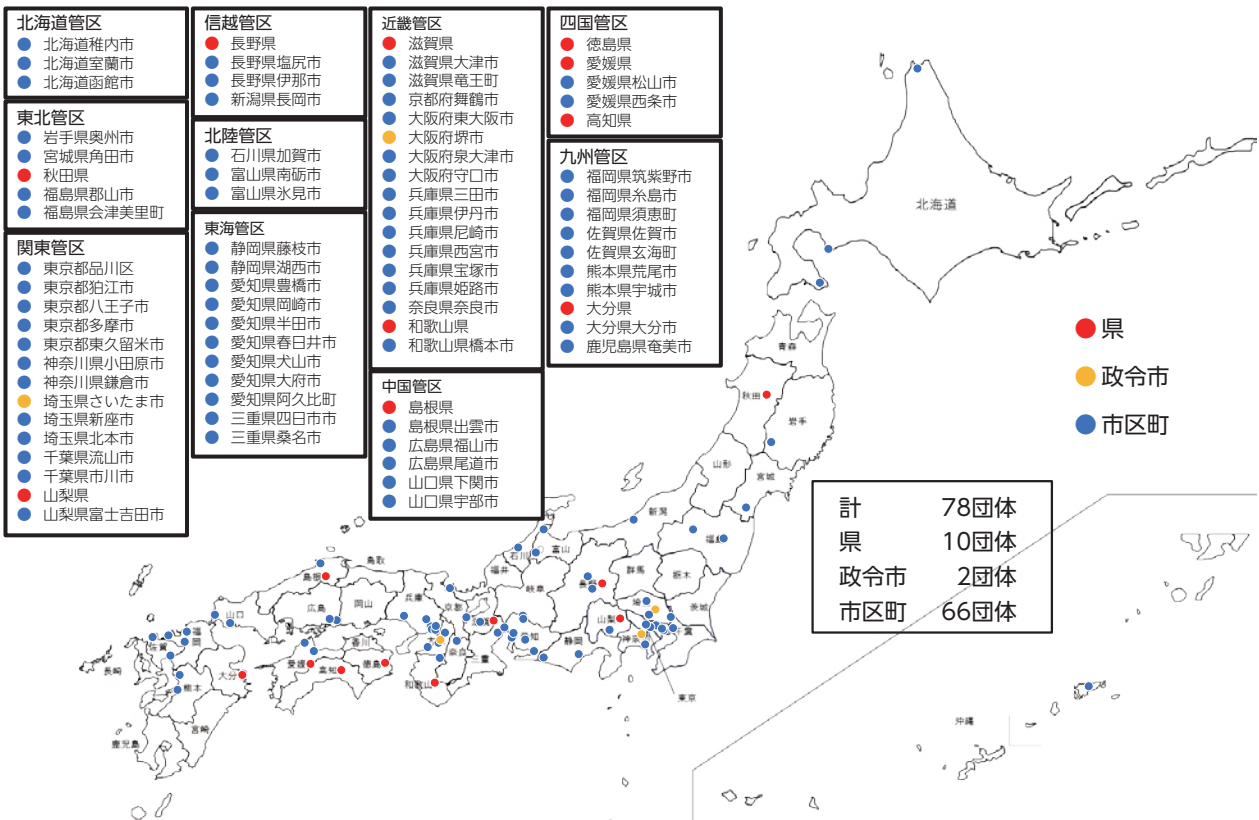 北海道管区
北海道稚内市
北海道室蘭市
北海道函館市
東北管区
岩手県奥州市
宮城県角田市
秋田県
福島県郡山市
福島県会津美里町
関東管区
東京都品川区
東京都狛江市
東京都八王子市
東京都多摩市
東京都東久留米市
神奈川県小田原市
神奈川県鎌倉市
埼玉県さいたま市
埼玉県新座市
埼玉県北本市
千葉県流山市
千葉県市川市
山梨県
山梨県富士吉田市
信越管区
長野県
長野県塩尻市
長野県伊那市
新潟県長岡市
北陸管区
石川県加賀市
富山県南砺市
富山県氷見市
東海管区
静岡県藤枝市
静岡県湖西市
愛知県豊橋市
愛知県岡崎市
愛知県半田市
愛知県春日井市
愛知県犬山市
愛知県大府市
愛知県阿久比町
三重県四日市市
三重県桑名市
近畿管区
滋賀県
滋賀県大津市
滋賀県竜王町
京都府舞鶴市
大阪府東大阪市
大阪府堺市
大阪府泉大津市
大阪府守口市
兵庫県三田市
兵庫県伊丹市
兵庫県尼崎市
兵庫県西宮市
兵庫県宝塚市
兵庫県姫路市
奈良県奈良市
和歌山県
和歌山県橋本市
中国管区
島根県
島根県出雲市
広島県福山市
広島県尾道市
山口県下関市
山口県宇部市
四国管区
徳島県
愛媛県
愛媛県松山市
愛媛県西条市
高知県
九州管区
福岡県筑紫野市
福岡県糸島市
福岡県須恵町
佐賀県佐賀市
佐賀県玄海町
熊本県荒尾市
熊本県宇城市
大分県
大分県大分市
鹿児島県奄美市
北海道
青森
秋田
岩手
山形
宮城
新潟
福島
県
政令市
市区町
計 78団体
県 10団体
政令市 2団体
市区町 66団体
石川
富山
福井
岐阜
長野
群馬
栃木
茨城
山梨
静岡
千葉
東京
鳥取
島根
岡山
広島
山口
兵庫
京都
奈良
三重
和歌山
香川
徳島
愛媛
高知
福岡
佐賀
長崎
大分
熊本
宮崎
鹿児島
沖縄